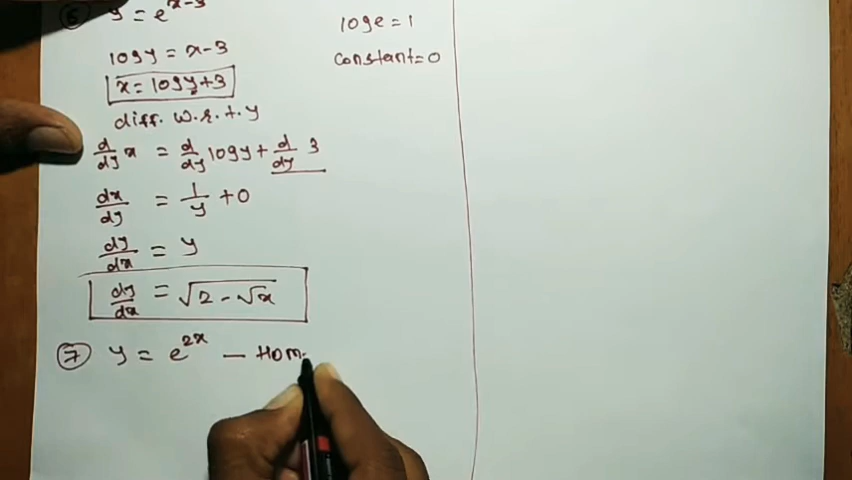 ⑥ y = e^{x-3}
log y = x-3
x = log y+3
diff. w.r.t. y
d/dy x = d/dy log y + d/dy 3
dx/dy = 1/y + 0
dy/dx = y
dy/dx = √(2 - √x)
⑦ y = e^{2x} - Hom
log e = 1
constant = 0